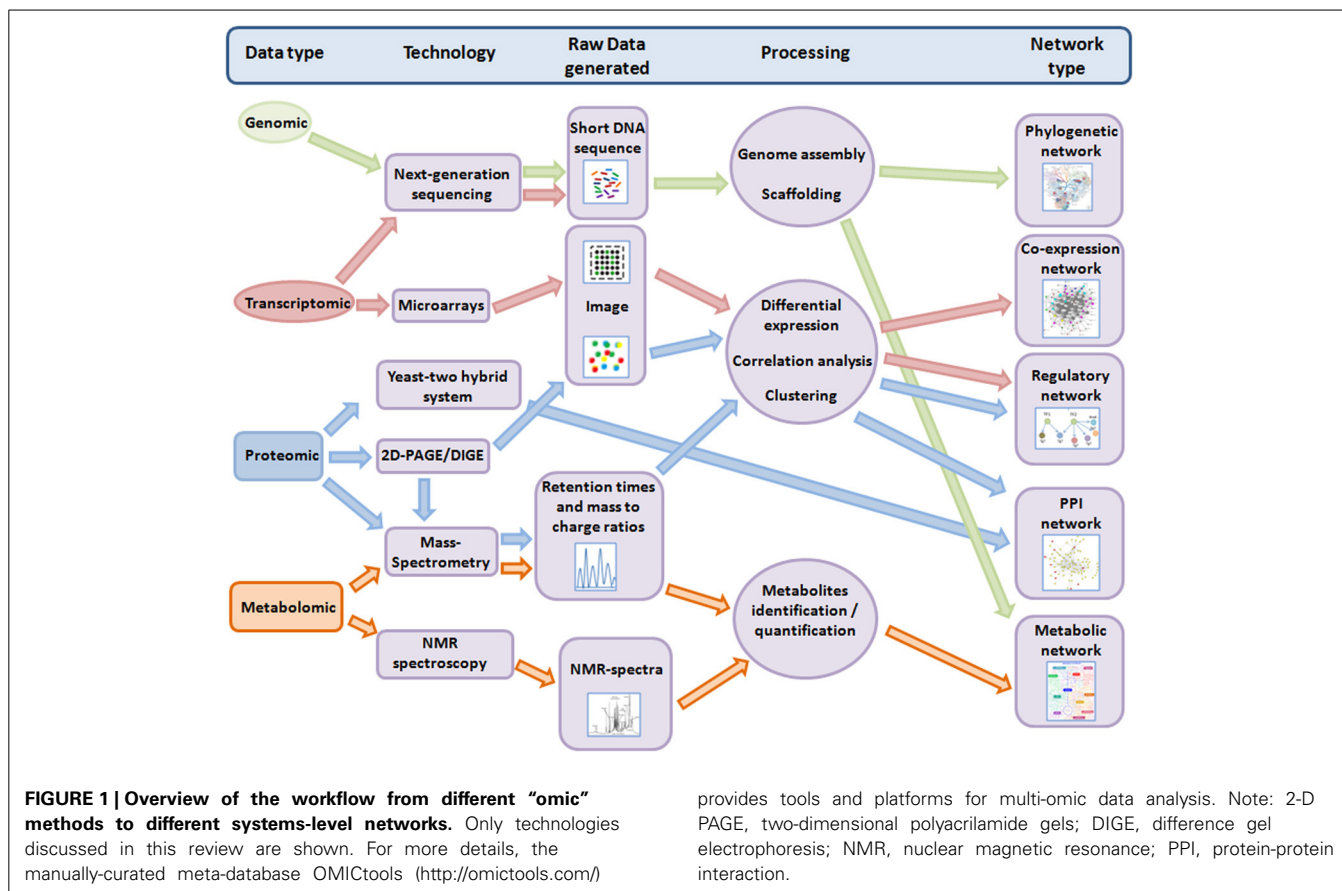 Data type
Technology
Raw Data
generated
Processing
Network
type
Genomic
Next-generation
sequencing
Short DNA
sequence
Genome assembly
Scaffolding
Phylogenetic
network
Transcriptomic
Microarrays
Image
Differential
expression
Correlation analysis
Clustering
Co-expression
network
Regulatory
network
Proteomic
Yeast-two hybrid
system
2D-PAGE/DIGE
Mass-
Spectrometry
Retention times
and mass to
charge ratios
PPI
network
Metabolomic
NMR
spectroscopy
NMR-spectra
Metabolites
identification /
quantification
Metabolic
network
FIGURE 1 | Overview of the workflow from different “omic”
methods to different systems-level networks. Only technologies
discussed in this review are shown. For more details, the
manually-curated meta-database OMICtools (http://omictools.com/)
provides tools and platforms for multi-omic data analysis. Note: 2-D
PAGE, two-dimensional polyacrilamide gels; DIGE, difference gel
electrophoresis; NMR, nuclear magnetic resonance; PPI, protein-protein
interaction.